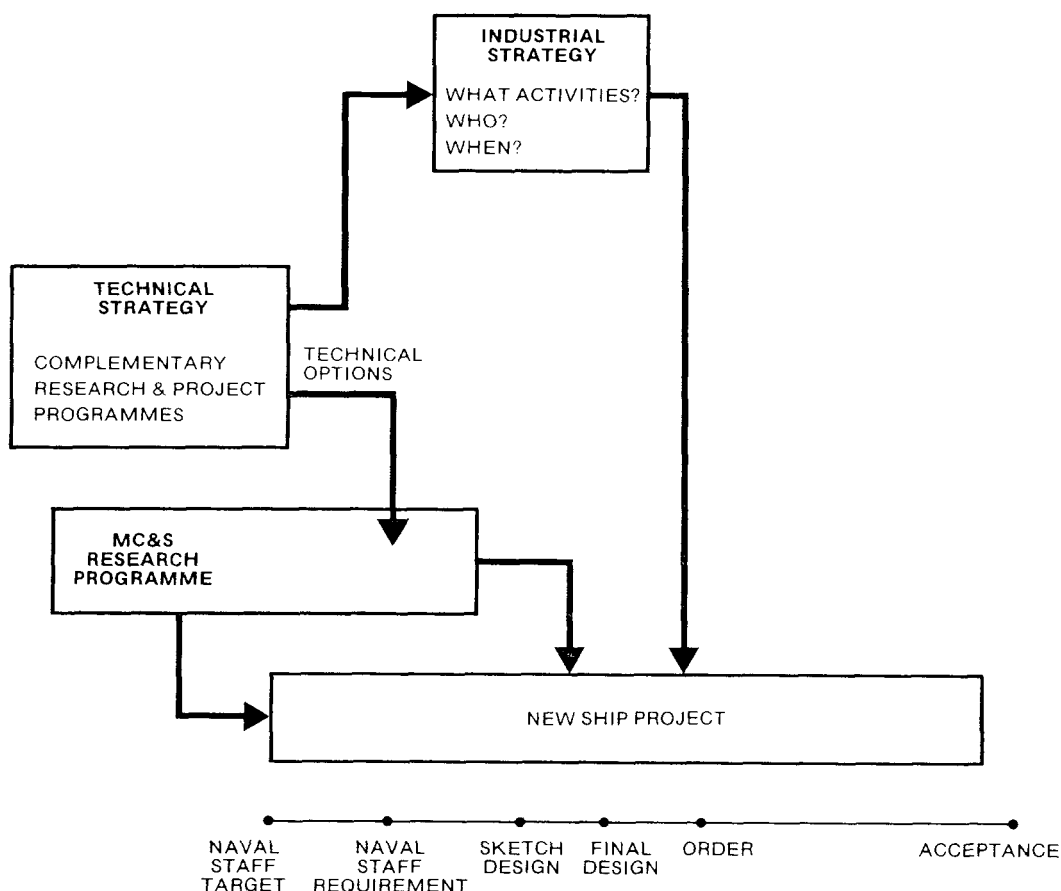 INDUSTRIAL
STRATEGY
WHAT ACTIVITIES?
WHO?
WHEN?
TECHNICAL
STRATEGY
COMPLEMENTARY
RESEARCH & PROJECT
PROGRAMMES
TECHNICAL
OPTIONS
MC&S
RESEARCH
PROGRAMME
NEW SHIP PROJECT
NAVAL
STAFF
TARGET
NAVAL
STAFF
REQUIREMENT
SKETCH
DESIGN
FINAL
DESIGN
ORDER
ACCEPTANCE